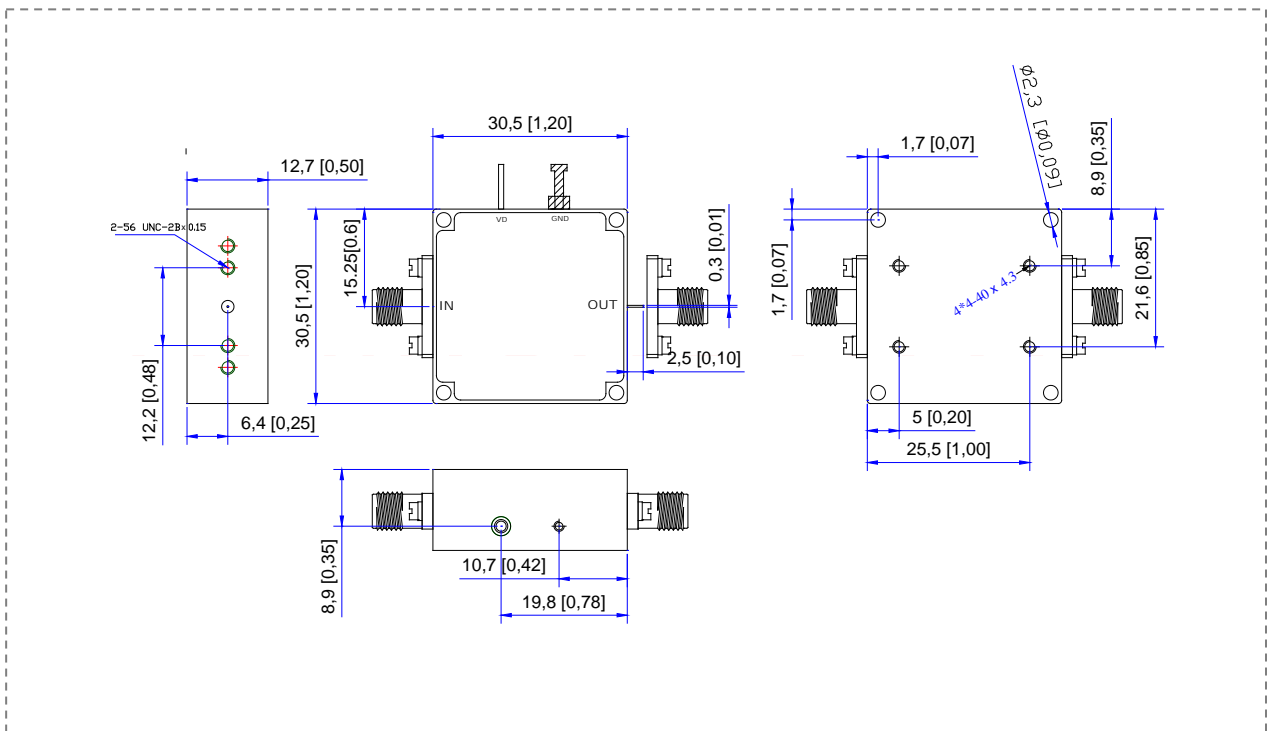 12,7 [0,50]
2-56 UNC-2Bx0.15
12,2 [0,48]
6,4 [0,25]
30,5 [1,20]
VD
GND
15.25[0.6]
30,5 [1,20]
IN
OUT
0,3 [0,01]
2,5 [0,10]
8,9 [0,35]
10,7 [0,42]
19,8 [0,78]
1,7 [0,07]
1,7 [0,07]
Ø2,3 [Ø0,09]
8,9 [0,35]
21,6 [0,85]
4*4-40 x 4.3
5 [0,20]
25,5 [1,00]